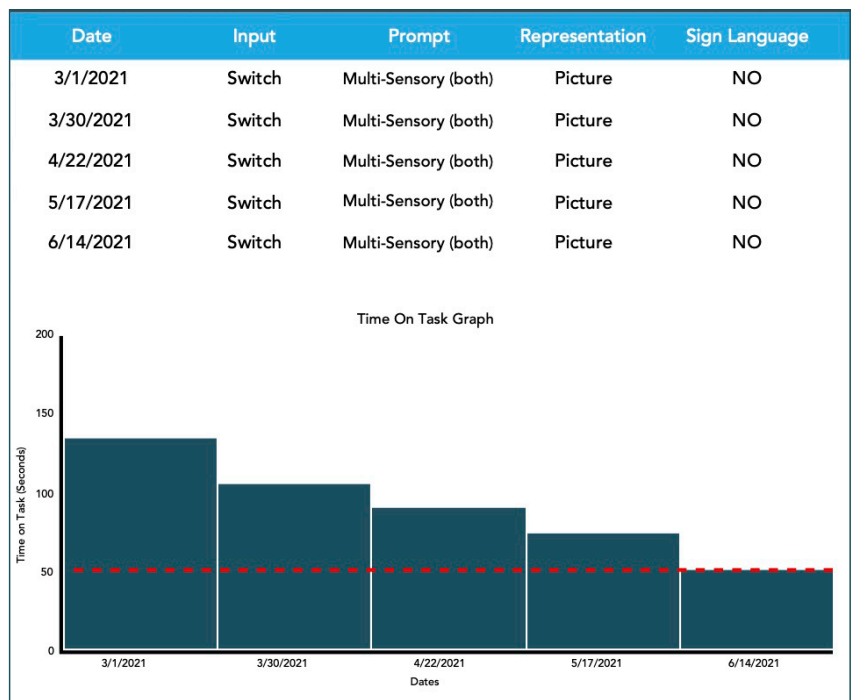 Date Input Prompt Representation Sign Language
3/1/2021 Switch Multi-Sensory (both) Picture NO
3/30/2021 Switch Multi-Sensory (both) Picture NO
4/22/2021 Switch Multi-Sensory (both) Picture NO
5/17/2021 Switch Multi-Sensory (both) Picture NO
6/14/2021 Switch Multi-Sensory (both) Picture NO
Time On Task Graph
Time on Task (Seconds)
200
150
100
50
0
3/1/2021 3/30/2021 4/22/2021 5/17/2021 6/14/2021
Dates